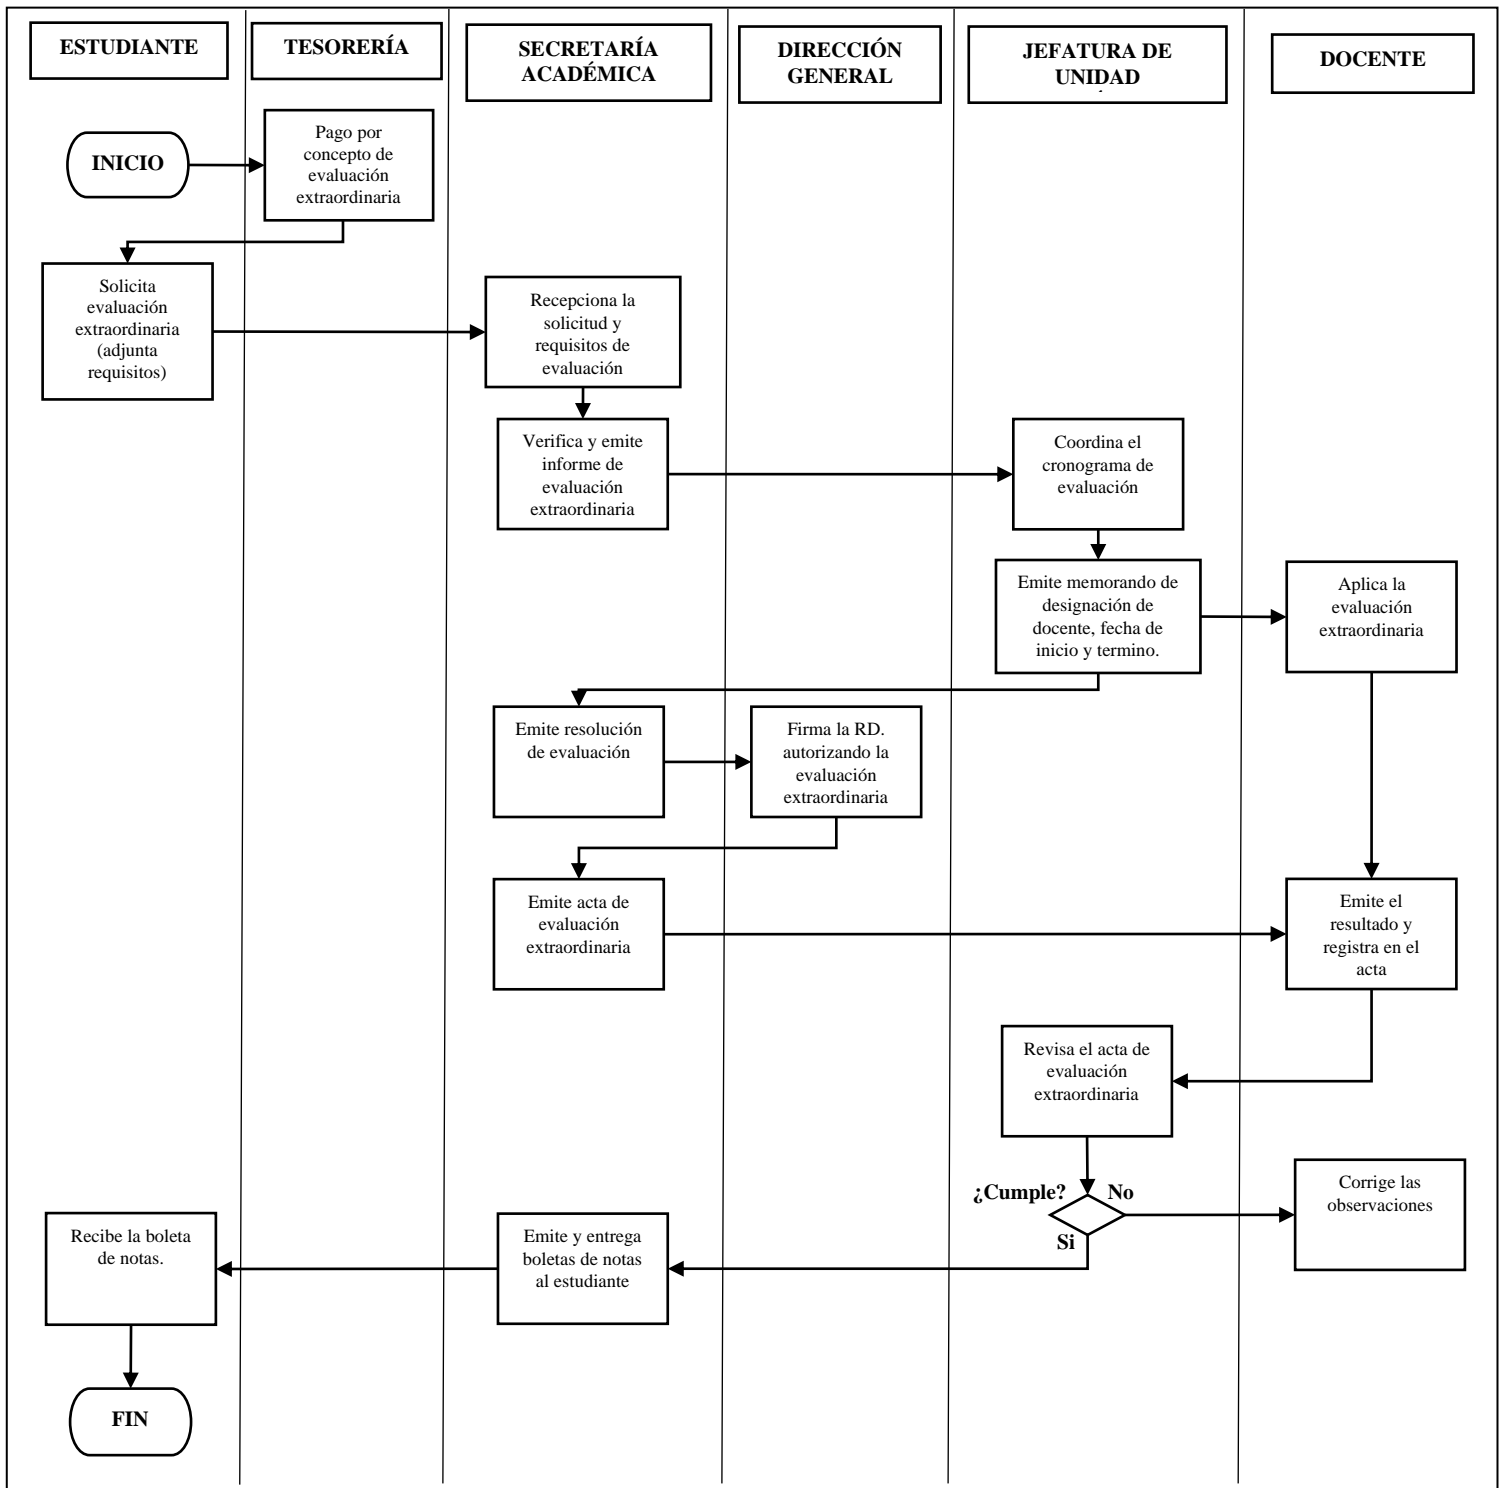 ESTUDIANTE
TESORERÍA
SECRETARÍA
ACADÉMICA
DIRECCIÓN
GENERAL
JEFATURA DE
UNIDAD
DOCENTE
INICIO
Pago por
concepto de
evaluación
extraordinaria
Solicita
evaluación
extraordinaria
(adjunta
requisitos)
Recepciona la
solicitud y
requisitos de
evaluación
Verifica y emite
informe de
evaluación
extraordinaria
Coordina el
cronograma de
evaluación
Emite memorando de
designación de
docente, fecha de
inicio y termino.
Aplica la
evaluación
extraordinaria
Emite resolución
de evaluación
Firma la RD.
autorizando la
evaluación
extraordinaria
Emite acta de
evaluación
extraordinaria
Emite el
resultado y
registra en el
acta
Revisa el acta de
evaluación
extraordinaria
¿Cumple?
No
Si
Corrige las
observaciones
Emite y entrega
boletas de notas
al estudiante
Recibe la boleta
de notas.
FIN